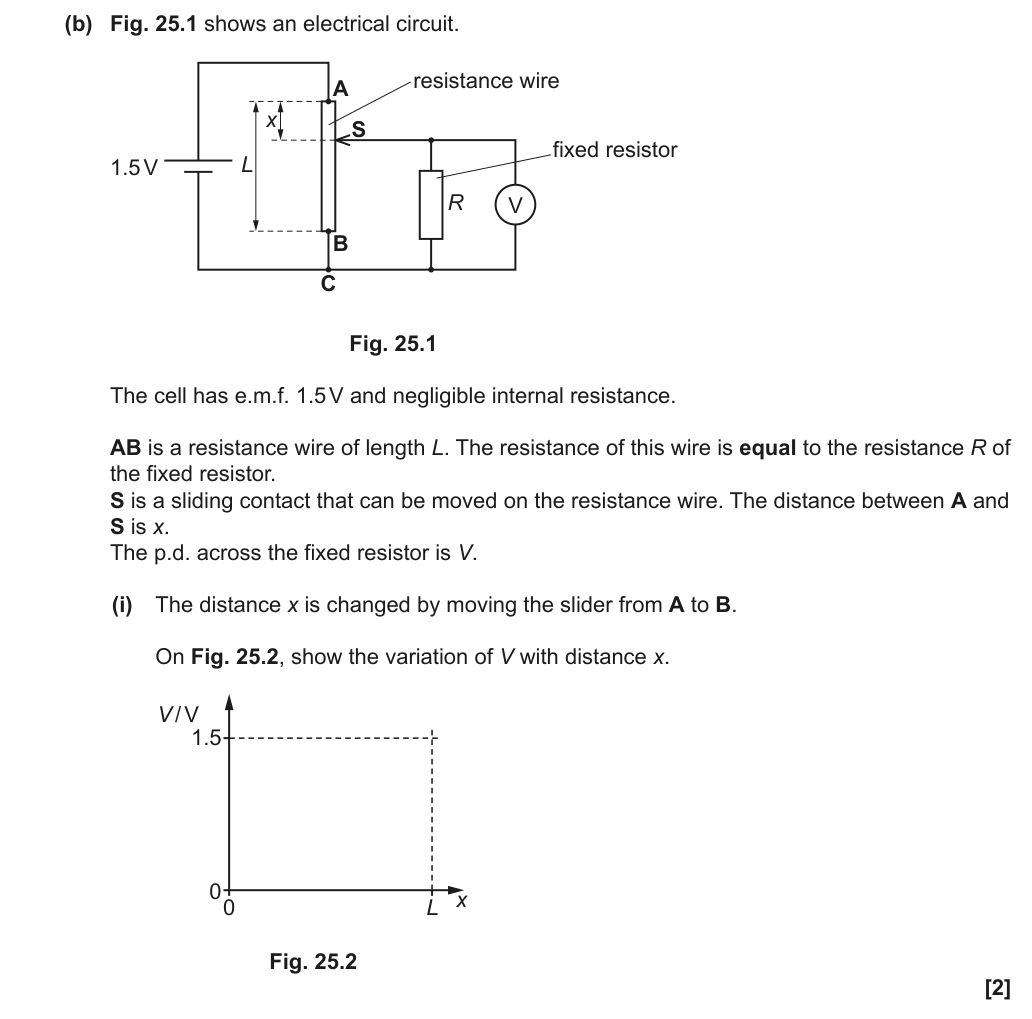 (b) Fig. 25.1 shows an electrical circuit.
A
resistance wire
x
S
fixed resistor
1.5 V
L
R
V
B
C
Fig. 25.1
The cell has e.m.f. 1.5 V and negligible internal resistance.
AB is a resistance wire of length L. The resistance of this wire is equal to the resistance R of
the fixed resistor.
S is a sliding contact that can be moved on the resistance wire. The distance between A and
S is x.
The p.d. across the fixed resistor is V.
(i) The distance x is changed by moving the slider from A to B.
On Fig. 25.2, show the variation of V with distance x.
V/V
1.5
0
0
L
x
Fig. 25.2
[2]